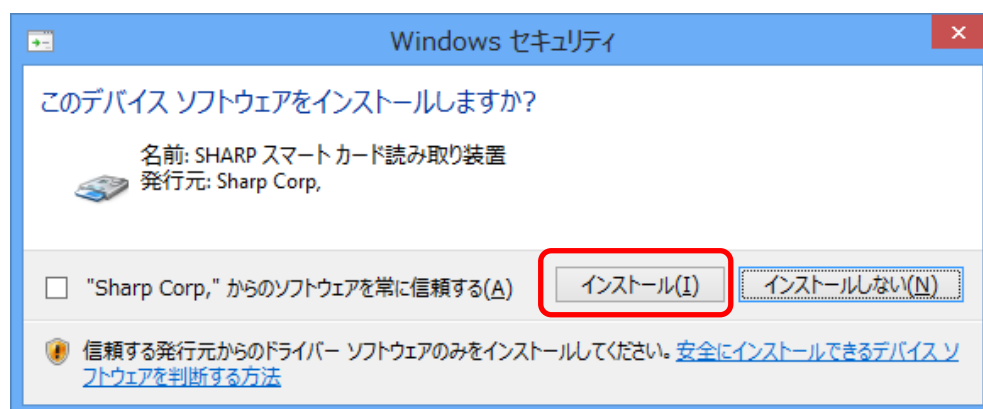 Windows セキュリティ
このデバイス ソフトウェアをインストールしますか?
名前: SHARP スマート カード読み取り装置
発行元: Sharp Corp,
"Sharp Corp," からのソフトウェアを常に信頼する(A)
インストール(I)
インストールしない(N)
信頼する発行元からのドライバー ソフトウェアのみをインストールしてください。安全にインストールできるデバイス ソ
フトウェアを判断する方法